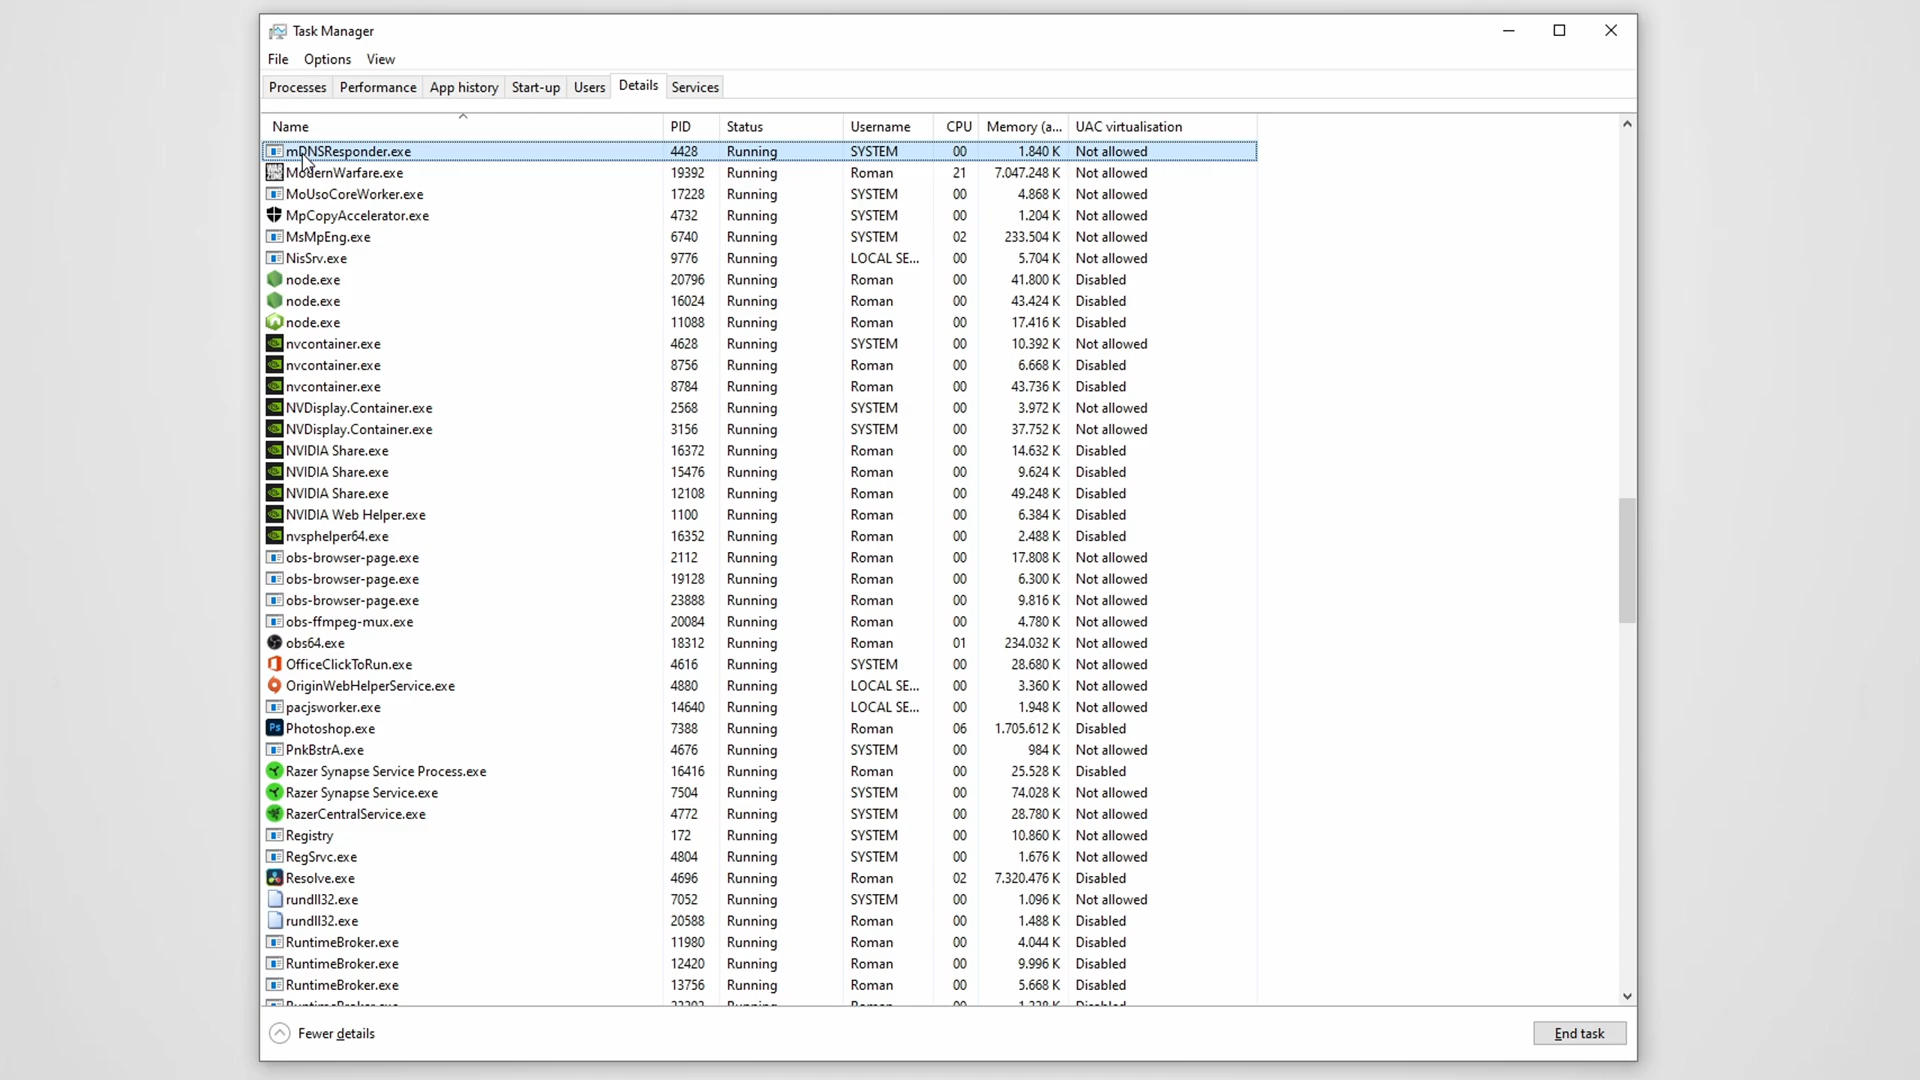 Task Manager
File Options View
Processes Performance App history Start-up Users Details Services
Name PID Status Username CPU Memory (a... UAC virtualisation
mDNSResponder.exe 4428 Running SYSTEM 00 1.840 K Not allowed
ModernWarfare.exe 19392 Running Roman 21 7.047.248 K Not allowed
MoUsoCoreWorker.exe 17228 Running SYSTEM 00 4.868 K Not allowed
MpCopyAccelerator.exe 4732 Running SYSTEM 00 1.204 K Not allowed
MsMpEng.exe 6740 Running SYSTEM 02 233.504 K Not allowed
NisSrv.exe 9776 Running LOCAL SE... 00 5.704 K Not allowed
node.exe 20796 Running Roman 00 41.800 K Disabled
node.exe 16024 Running Roman 00 43.424 K Disabled
node.exe 11088 Running Roman 00 17.416 K Disabled
nvcontainer.exe 4628 Running SYSTEM 00 10.392 K Not allowed
nvcontainer.exe 8756 Running Roman 00 6.668 K Disabled
nvcontainer.exe 8784 Running Roman 00 43.736 K Disabled
NVDisplay.Container.exe 2568 Running SYSTEM 00 3.972 K Not allowed
NVDisplay.Container.exe 3156 Running SYSTEM 00 37.752 K Not allowed
NVIDIA Share.exe 16372 Running Roman 00 14.632 K Disabled
NVIDIA Share.exe 15476 Running Roman 00 9.624 K Disabled
NVIDIA Share.exe 12108 Running Roman 00 49.248 K Disabled
NVIDIA Web Helper.exe 1100 Running Roman 00 6.384 K Disabled
nvsphelper64.exe 16352 Running Roman 00 2.488 K Disabled
obs-browser-page.exe 2112 Running Roman 00 17.808 K Not allowed
obs-browser-page.exe 19128 Running Roman 00 6.300 K Not allowed
obs-browser-page.exe 23888 Running Roman 00 9.816 K Not allowed
obs-ffmpeg-mux.exe 20084 Running Roman 00 4.780 K Not allowed
obs64.exe 18312 Running Roman 01 234.032 K Not allowed
OfficeClickToRun.exe 4616 Running SYSTEM 00 28.680 K Not allowed
OriginWebHelperService.exe 4880 Running LOCAL SE... 00 3.360 K Not allowed
pacjsworker.exe 14640 Running LOCAL SE... 00 1.948 K Not allowed
Ps Photoshop.exe 7388 Running Roman 06 1.705.612 K Disabled
PnkBstrA.exe 4676 Running SYSTEM 00 984 K Not allowed
Razer Synapse Service Process.exe 16416 Running Roman 00 25.528 K Disabled
Razer Synapse Service.exe 7504 Running SYSTEM 00 74.028 K Not allowed
RazerCentralService.exe 4772 Running SYSTEM 00 28.780 K Not allowed
Registry 172 Running SYSTEM 00 10.860 K Not allowed
RegSrvc.exe 4804 Running SYSTEM 00 1.676 K Not allowed
Resolve.exe 4696 Running Roman 02 7.320.476 K Disabled
rundll32.exe 7052 Running SYSTEM 00 1.096 K Not allowed
rundll32.exe 20588 Running Roman 00 1.488 K Disabled
RuntimeBroker.exe 11980 Running Roman 00 4.044 K Disabled
RuntimeBroker.exe 12420 Running Roman 00 9.996 K Disabled
RuntimeBroker.exe 13756 Running Roman 00 5.668 K Disabled
Fewer details End task